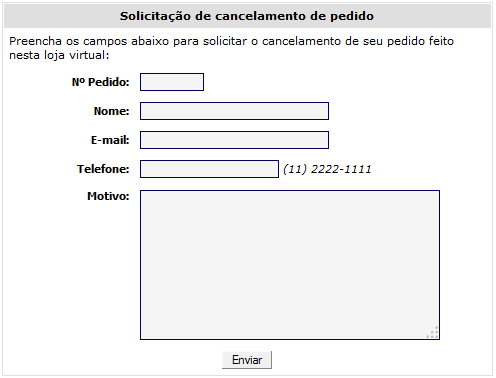 Solicitação de cancelamento de pedido
Preencha os campos abaixo para solicitar o cancelamento de seu pedido feito
nesta loja virtual:
Nº Pedido:
Nome:
E-mail:
Telefone: (11) 2222-1111
Motivo:
Enviar